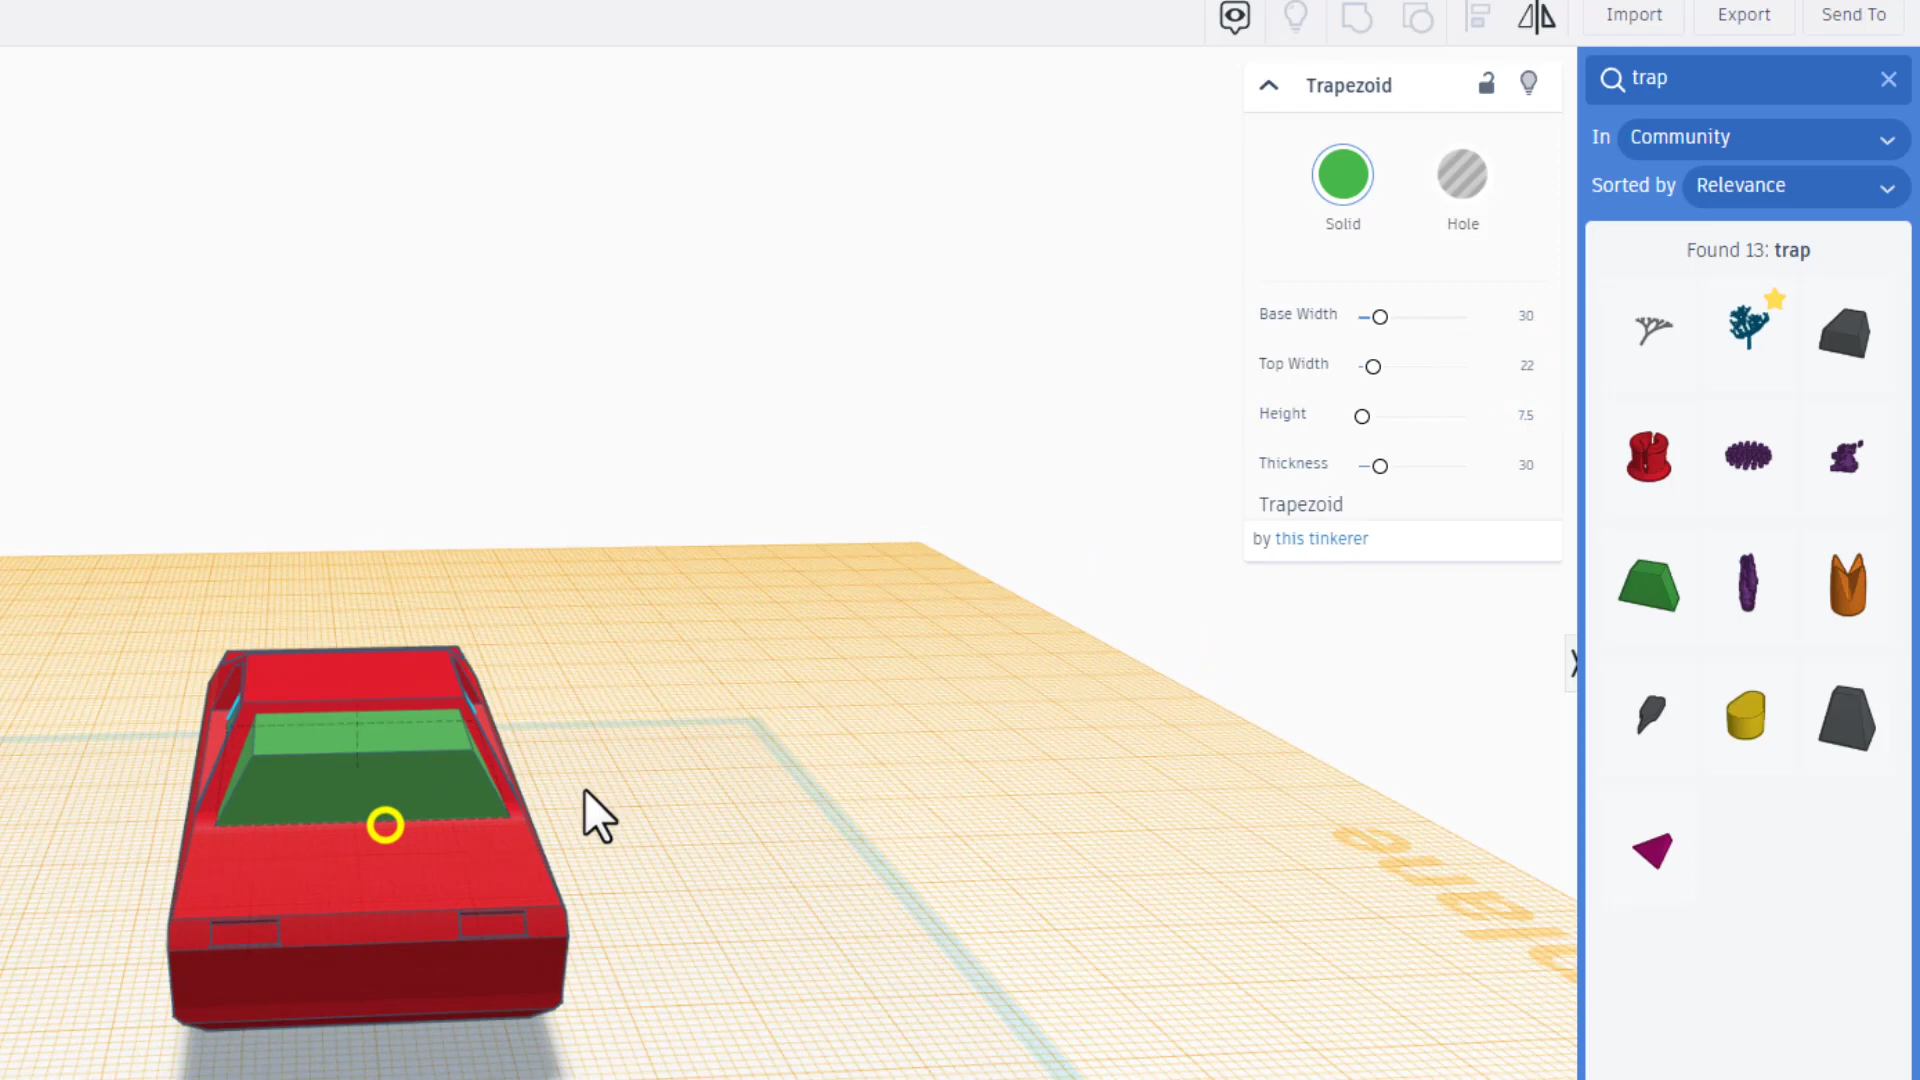 Import
Export
Send To
Trapezoid
Solid
Hole
Base Width 30
Top Width 22
Height 7.5
Thickness 30
Trapezoid
by this tinkerer
trap
In Community
Sorted by Relevance
Found 13: trap